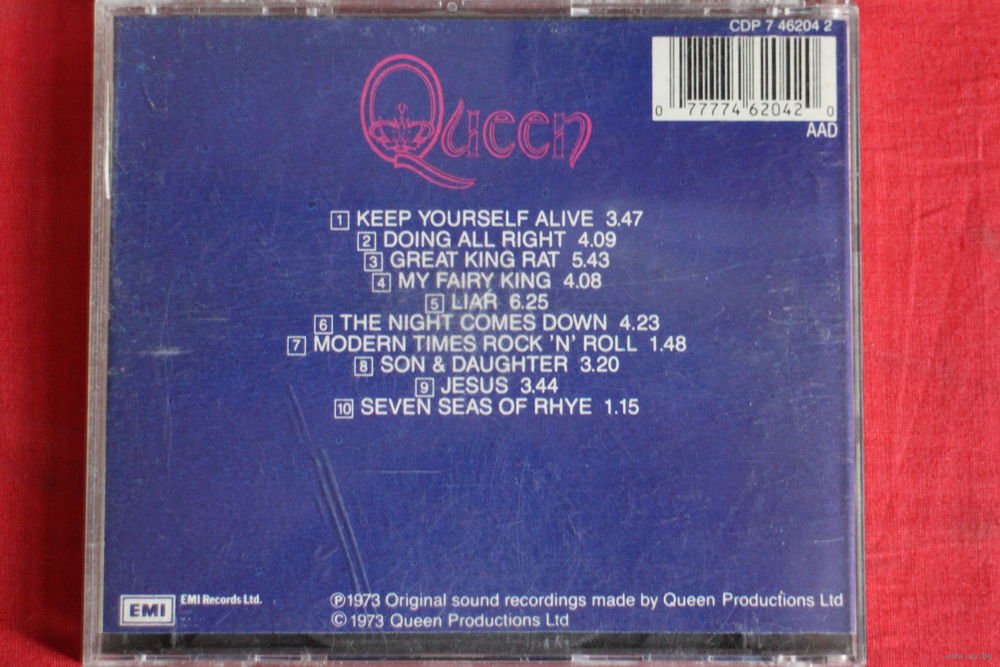 CDP 7 46204 2
0 77774 62042 0
AAD
Queen
1 KEEP YOURSELF ALIVE 3.47
2 DOING ALL RIGHT 4.09
3 GREAT KING RAT 5.43
4 MY FAIRY KING 4.08
5 LIAR 6.25
6 THE NIGHT COMES DOWN 4.23
7 MODERN TIMES ROCK 'N' ROLL 1.48
8 SON & DAUGHTER 3.20
9 JESUS 3.44
10 SEVEN SEAS OF RHYE 1.15
EMI EMI Records Ltd.
℗1973 Original sound recordings made by Queen Productions Ltd
©1973 Queen Productions Ltd
www.ay.by